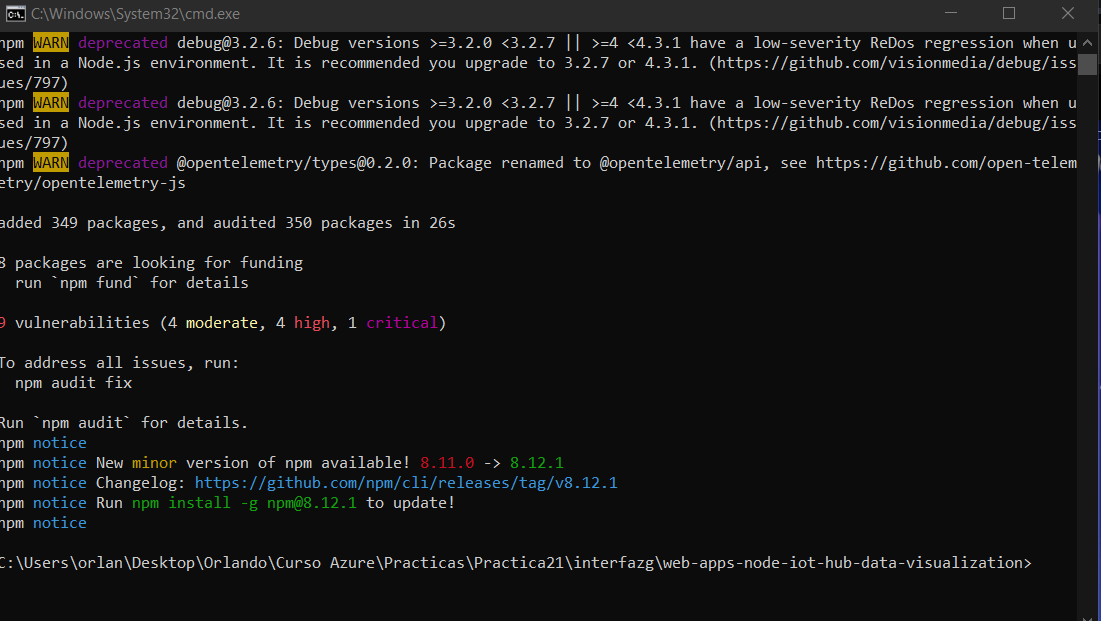 C:\Windows\System32\cmd.exe
npm WARN deprecated debug@3.2.6: Debug versions >=3.2.0 <3.2.7 || >=4 <4.3.1 have a low-severity ReDos regression when u
sed in a Node.js environment. It is recommended you upgrade to 3.2.7 or 4.3.1. (https://github.com/visionmedia/debug/iss
ues/797)
npm WARN deprecated debug@3.2.6: Debug versions >=3.2.0 <3.2.7 || >=4 <4.3.1 have a low-severity ReDos regression when u
sed in a Node.js environment. It is recommended you upgrade to 3.2.7 or 4.3.1. (https://github.com/visionmedia/debug/iss
ues/797)
npm WARN deprecated @opentelemetry/types@0.2.0: Package renamed to @opentelemetry/api, see https://github.com/open-telem
etry/opentelemetry-js
added 349 packages, and audited 350 packages in 26s
8 packages are looking for funding
run `npm fund` for details
9 vulnerabilities (4 moderate, 4 high, 1 critical)
To address all issues, run:
npm audit fix
Run `npm audit` for details.
npm notice
npm notice New minor version of npm available! 8.11.0 -> 8.12.1
npm notice Changelog: https://github.com/npm/cli/releases/tag/v8.12.1
npm notice Run npm install -g npm@8.12.1 to update!
npm notice
C:\Users\orlan\Desktop\Orlando\Curso Azure\Practicas\Practica21\interfazg\web-apps-node-iot-hub-data-visualization>